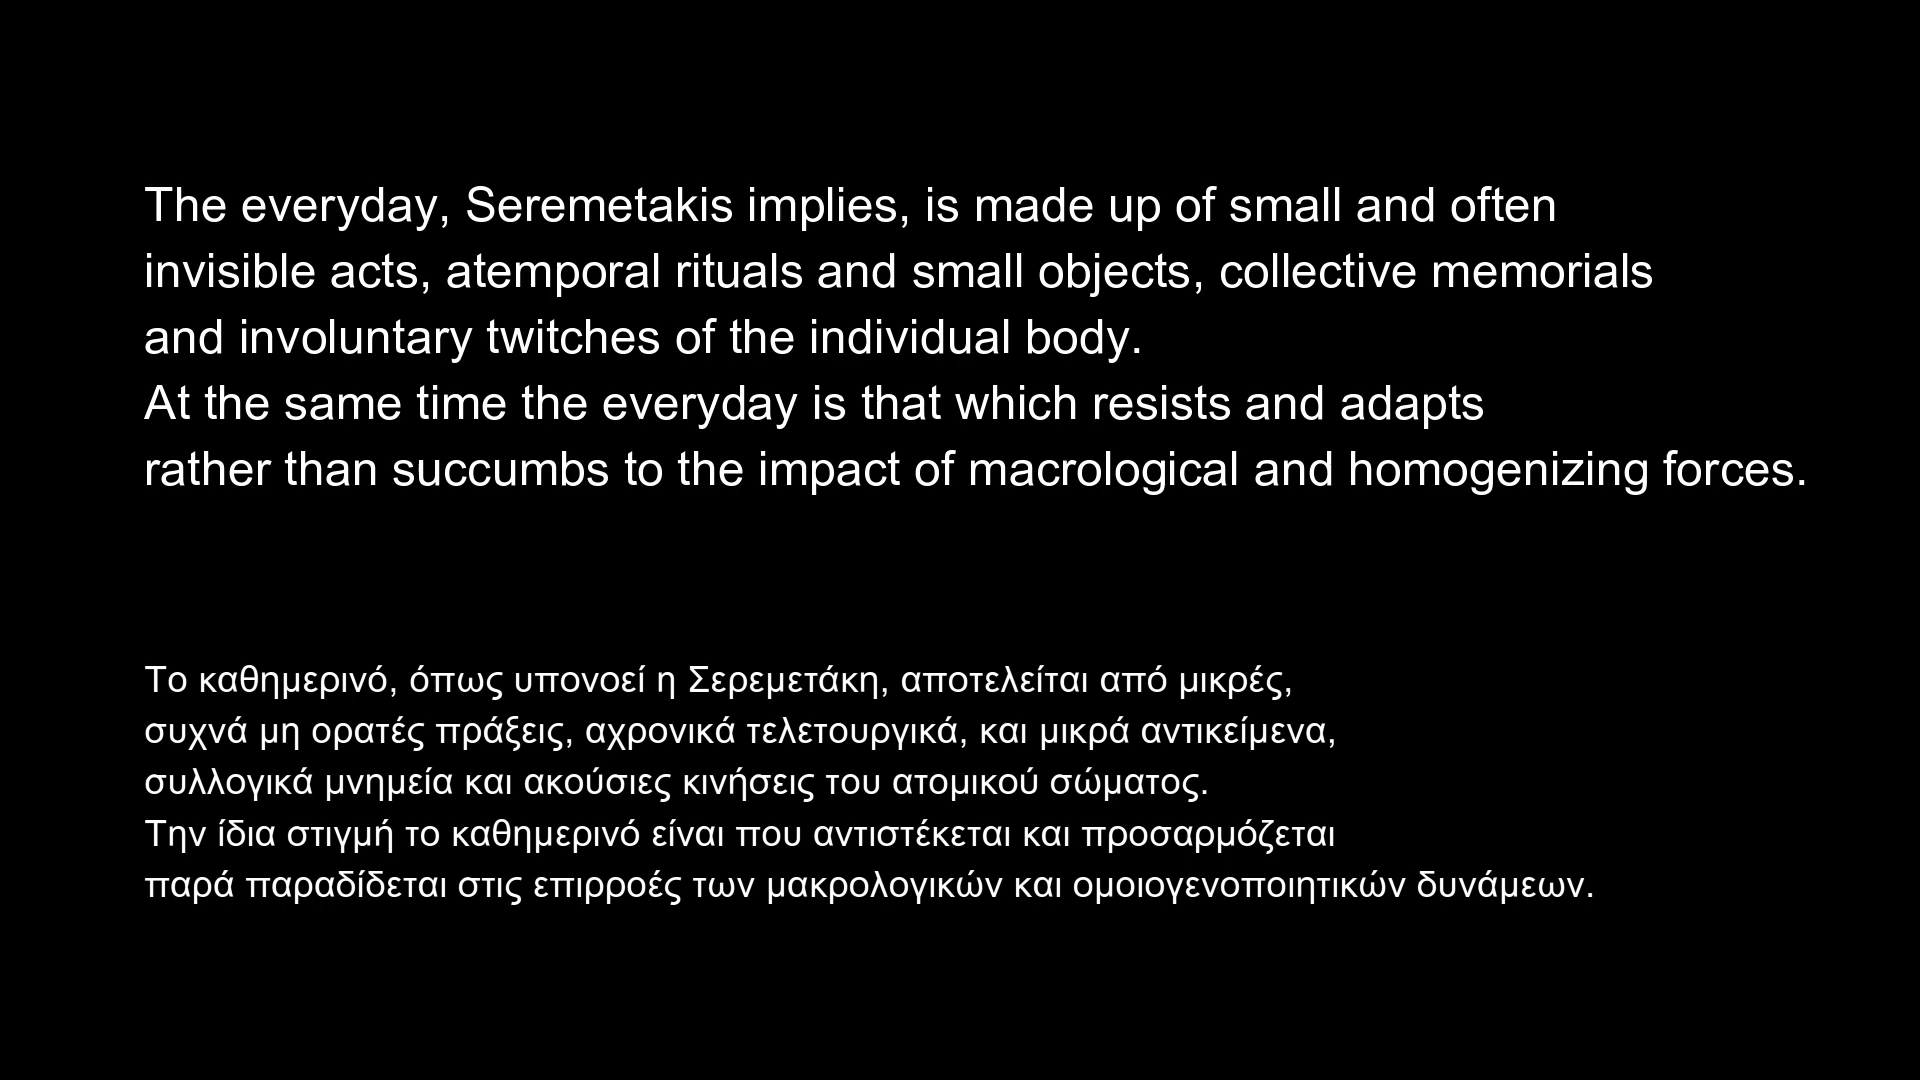 The everyday, Seremetakis implies, is made up of small and often
invisible acts, atemporal rituals and small objects, collective memorials
and involuntary twitches of the individual body.
At the same time the everyday is that which resists and adapts
rather than succumbs to the impact of macrological and homogenizing forces.
Το καθημερινό, όπως υπονοεί η Σερεμετάκη, αποτελείται από μικρές,
συχνά μη ορατές πράξεις, αχρονικά τελετουργικά, και μικρά αντικείμενα,
συλλογικά μνημεία και ακούσιες κινήσεις του ατομικού σώματος.
Την ίδια στιγμή το καθημερινό είναι που αντιστέκεται και προσαρμόζεται
παρά παραδίδεται στις επιρροές των μακρολογικών και ομοιογενοποιητικών δυνάμεων.